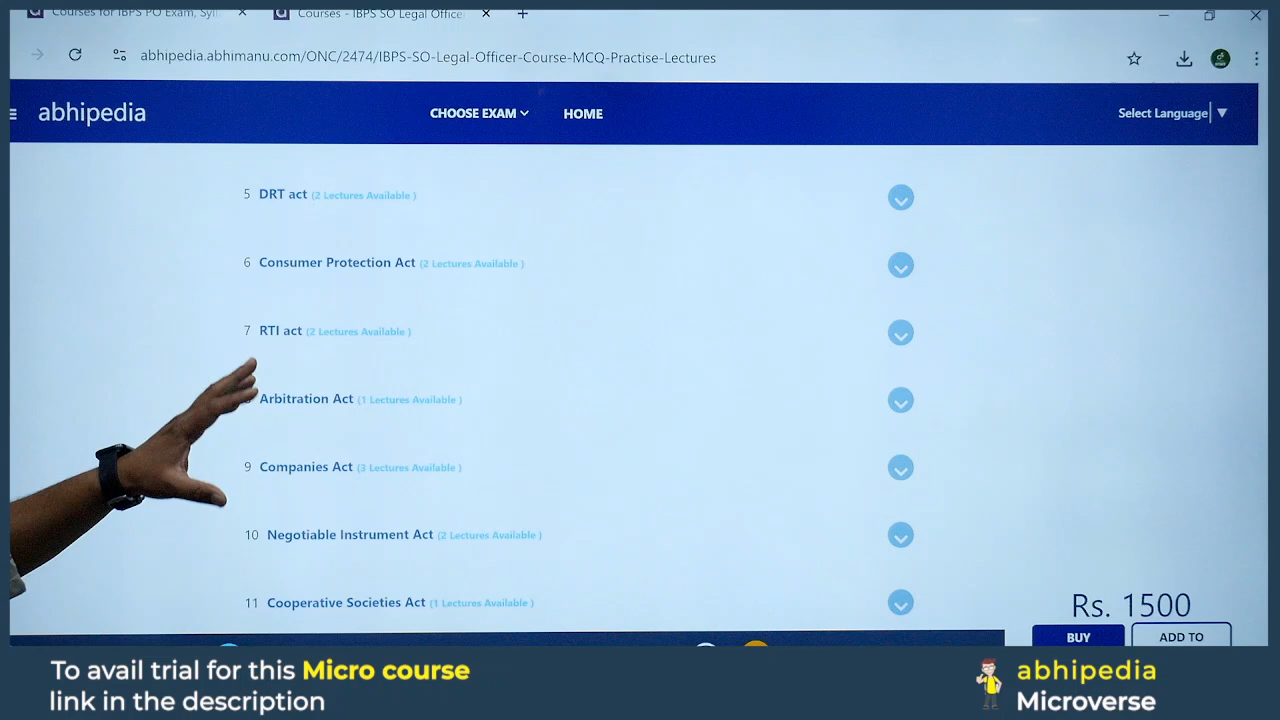 Courses for IBPS PO Exam, Syll
Courses - IBPS SO Legal Office
abhipedia.abhimanu.com/ONC/2474/IBPS-SO-Legal-Officer-Course-MCQ-Practise-Lectures
abhipedia
CHOOSE EXAM
HOME
Select Language
5 DRT act (2 Lectures Available )
6 Consumer Protection Act (2 Lectures Available )
7 RTI act (2 Lectures Available )
Arbitration Act (1 Lectures Available )
9 Companies Act (3 Lectures Available )
10 Negotiable Instrument Act (2 Lectures Available )
11 Cooperative Societies Act (1 Lectures Available )
Rs. 1500
BUY
ADD TO
To avail trial for this Micro course
link in the description
abhipedia
Microverse